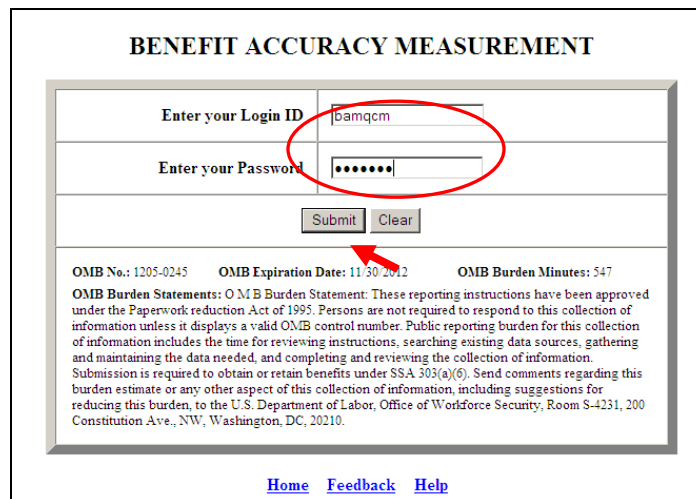 BENEFIT ACCURACY MEASUREMENT
Enter your Login ID bamqcm
Enter your Password •••••••
Submit Clear
OMB No.: 1205-0245 OMB Expiration Date: 11/30/2012 OMB Burden Minutes: 547
OMB Burden Statements: O M B Burden Statement: These reporting instructions have been approved
under the Paperwork reduction Act of 1995. Persons are not required to respond to this collection of
information unless it displays a valid OMB control number. Public reporting burden for this collection
of information includes the time for reviewing instructions, searching existing data sources, gathering
and maintaining the data needed, and completing and reviewing the collection of information.
Submission is required to obtain or retain benefits under SSA 303(a)(6). Send comments regarding this
burden estimate or any other aspect of this collection of information, including suggestions for
reducing this burden, to the U.S. Department of Labor, Office of Workforce Security, Room S-4231, 200
Constitution Ave., NW, Washington, DC, 20210.
Home Feedback Help